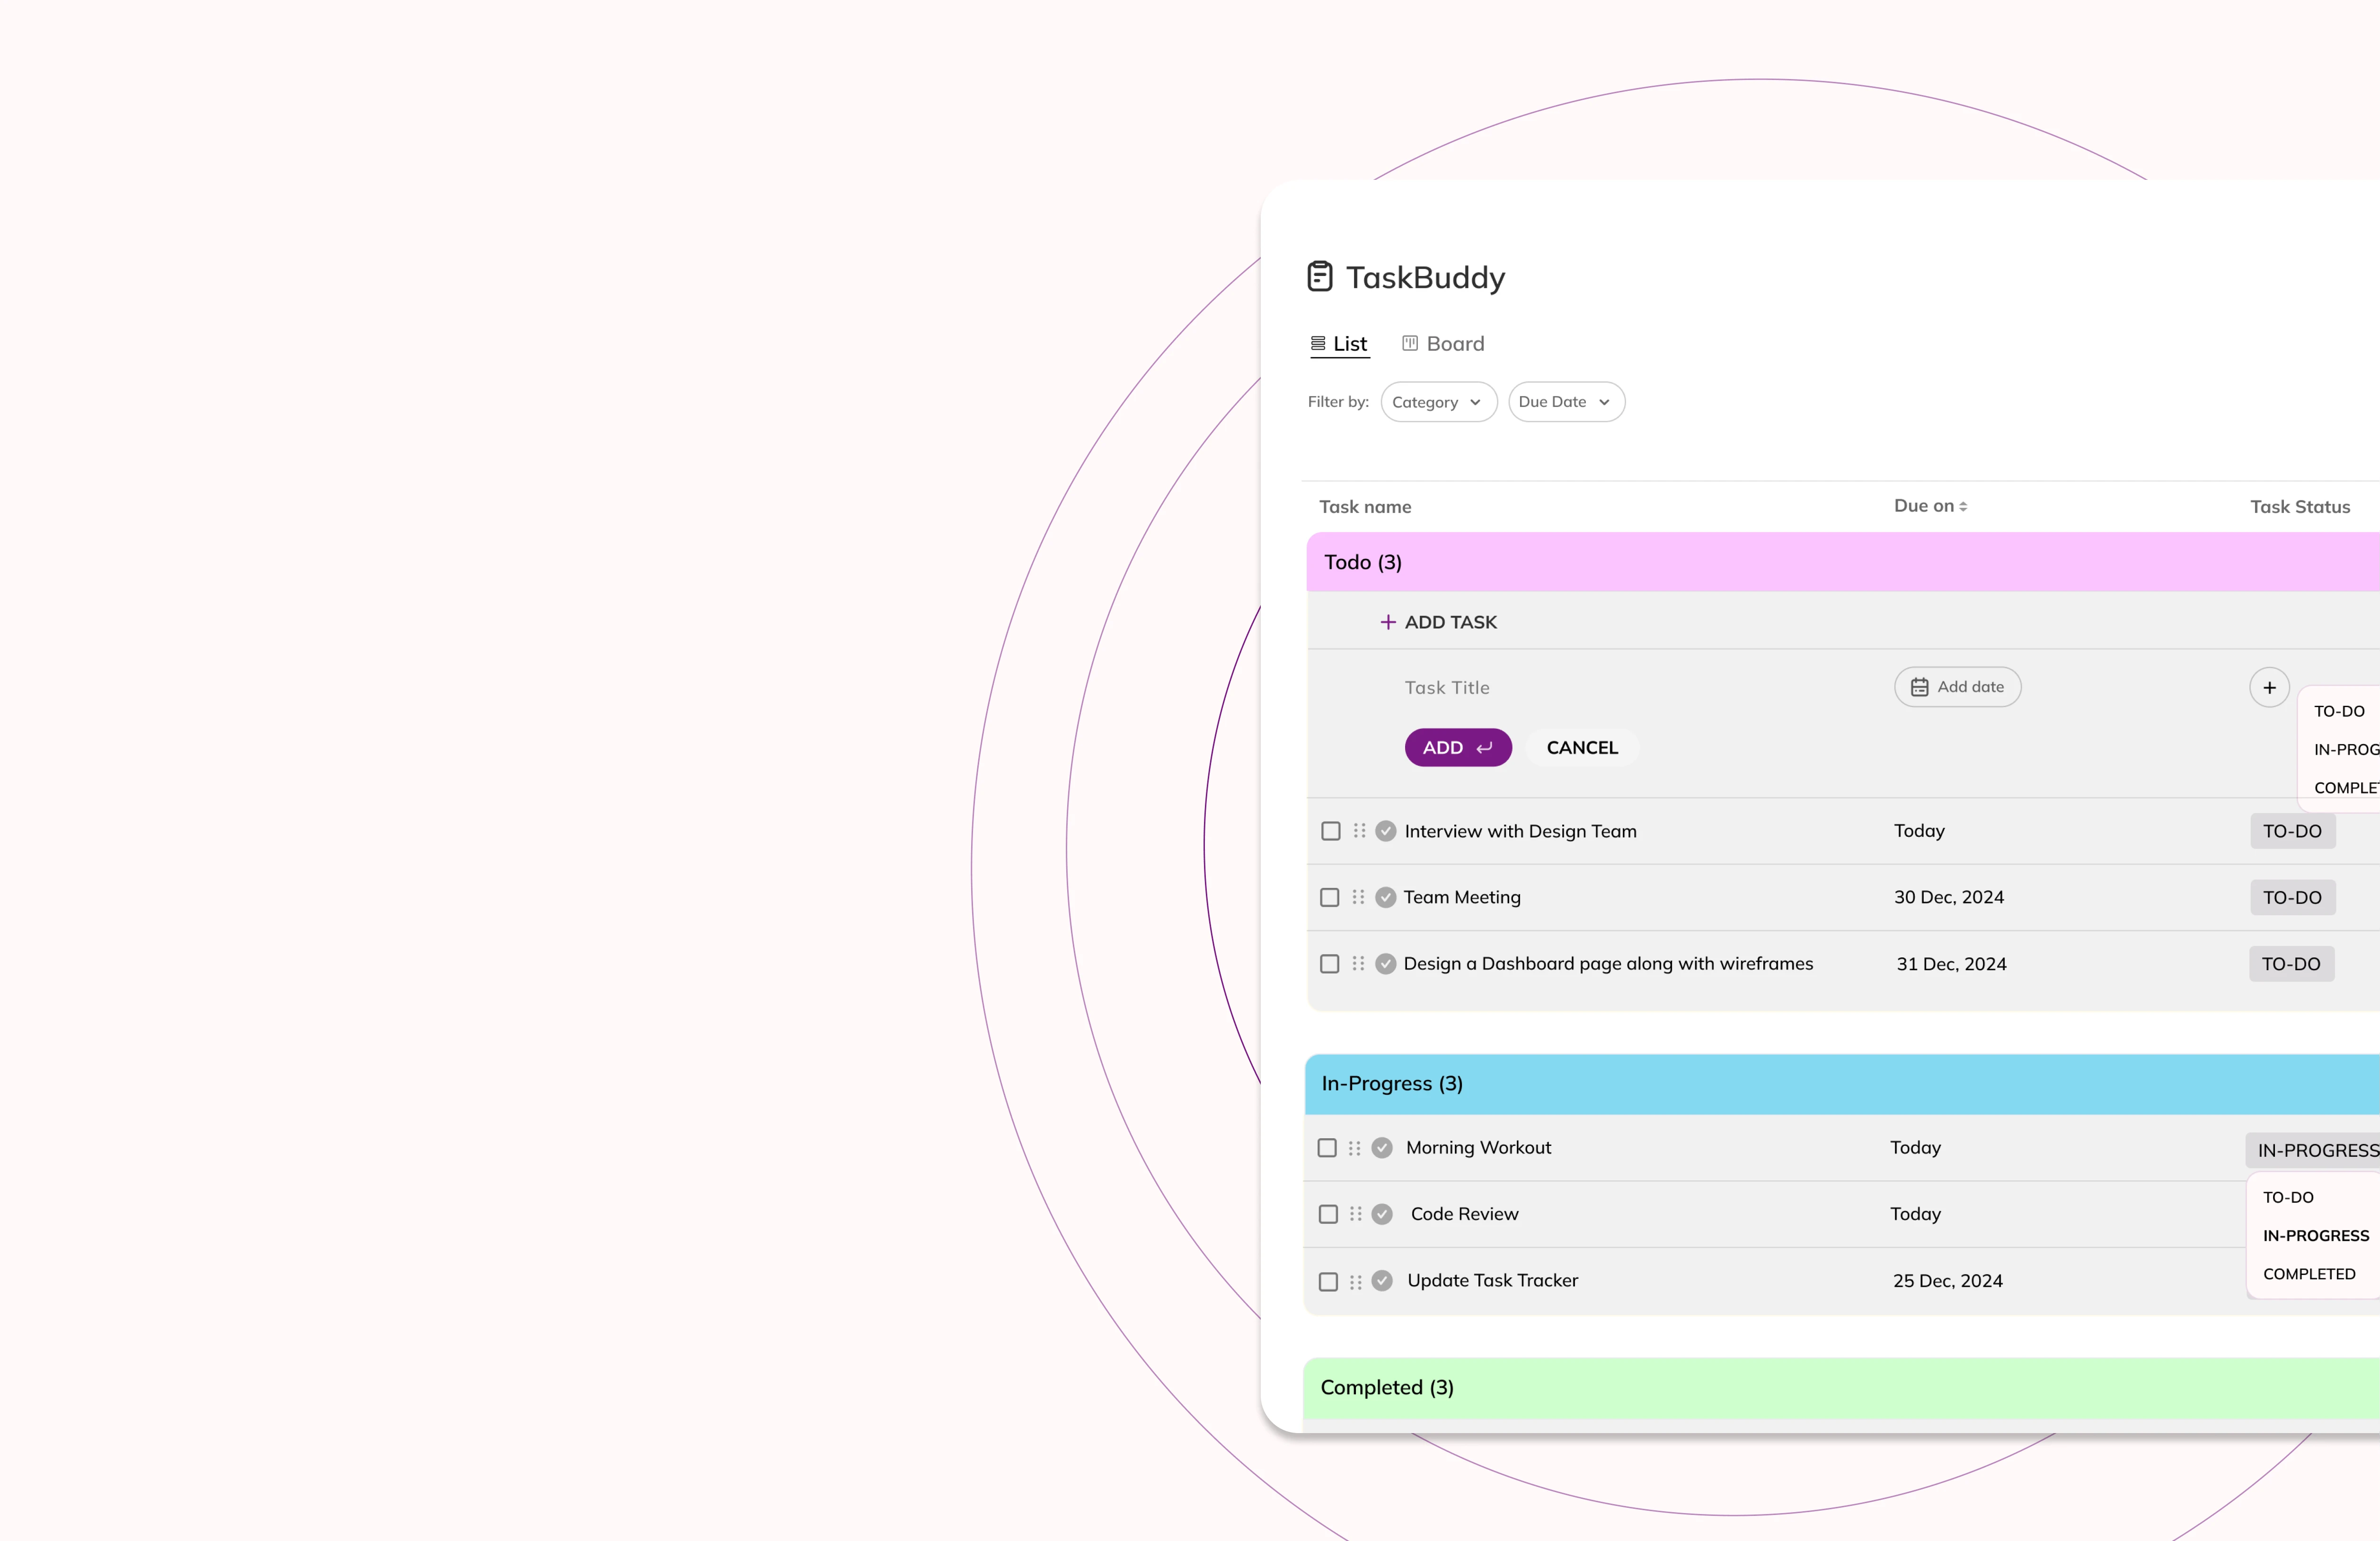 TaskBuddy
List Board
Filter by: Category Due Date
Task name Due on Task Status
Todo (3)
ADD TASK
Task Title Add date
TO-DO
IN-PROG
COMPLE
ADD CANCEL
Interview with Design Team Today TO-DO
Team Meeting 30 Dec, 2024 TO-DO
Design a Dashboard page along with wireframes 31 Dec, 2024 TO-DO
In-Progress (3)
Morning Workout Today IN-PROGRESS
TO-DO
Code Review Today
IN-PROGRESS
Update Task Tracker 25 Dec, 2024
COMPLETED
Completed (3)